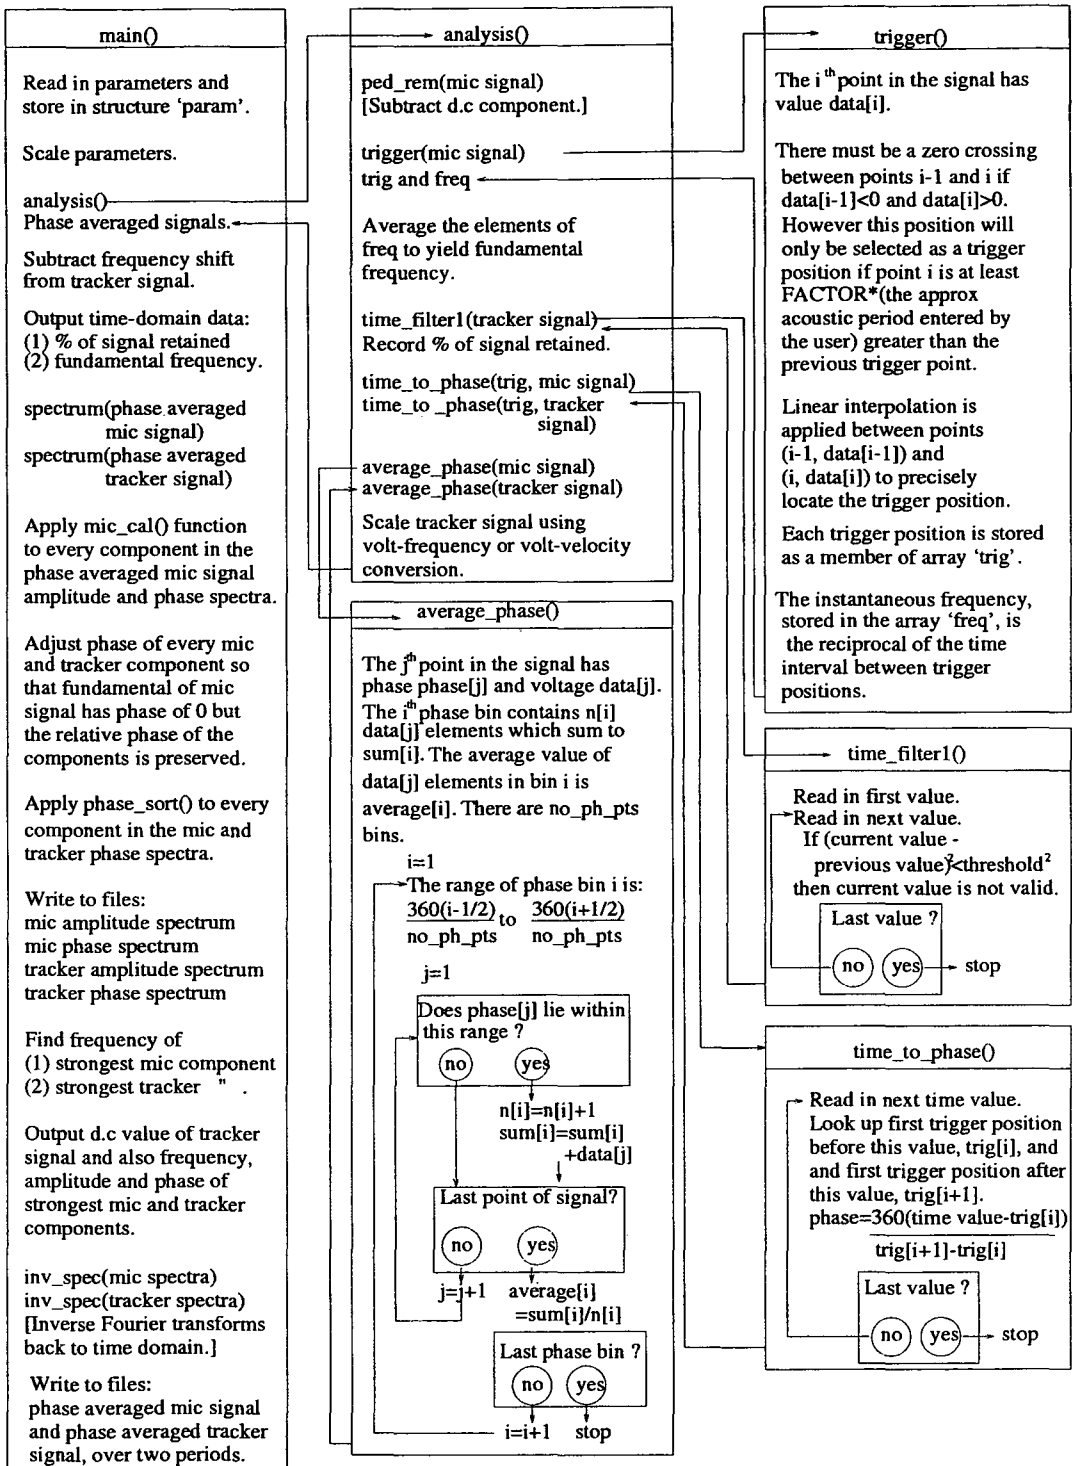 main()
Read in parameters and
store in structure ‘param’.
Scale parameters.
analysis()
Phase averaged signals.
Subtract frequency shift
from tracker signal.
Output time-domain data:
(1) % of signal retained
(2) fundamental frequency.
spectrum(phase averaged
mic signal)
spectrum(phase averaged
tracker signal)
Apply mic_cal() function
to every component in the
phase averaged mic signal
amplitude and phase spectra.
Adjust phase of every mic
and tracker component so
that fundamental of mic
signal has phase of 0 but
the relative phase of the
components is preserved.
Apply phase_sort() to every
component in the mic and
tracker phase spectra.
Write to files:
mic amplitude spectrum
mic phase spectrum
tracker amplitude spectrum
tracker phase spectrum
Find frequency of
(1) strongest mic component
(2) strongest tracker " .
Output d.c value of tracker
signal and also frequency,
amplitude and phase of
strongest mic and tracker
components.
inv_spec(mic spectra)
inv_spec(tracker spectra)
[Inverse Fourier transforms
back to time domain.]
Write to files:
phase averaged mic signal
and phase averaged tracker
signal, over two periods.
analysis()
ped_rem(mic signal)
[Subtract d.c component.]
trigger(mic signal)
trig and freq
Average the elements of
freq to yield fundamental
frequency.
time_filter1(tracker signal)
Record % of signal retained.
time_to_phase(trig, mic signal)
time_to _phase(trig, tracker
signal)
average_phase(mic signal)
average_phase(tracker signal)
Scale tracker signal using
volt-frequency or volt-velocity
conversion.
average_phase()
The jth point in the signal has
phase phase[j] and voltage data[j].
The ith phase bin contains n[i]
data[j] elements which sum to
sum[i]. The average value of
data[j] elements in bin i is
average[i]. There are no_ph_pts
bins.
i=1
The range of phase bin i is:
360(i-1/2) to 360(i+1/2)
no_ph_pts no_ph_pts
j=1
Does phase[j] lie within
this range ?
no yes
n[i]=n[i]+1
sum[i]=sum[i]
+data[j]
Last point of signal?
no yes
j=j+1 average[i]
=sum[i]/n[i]
Last phase bin ?
no yes
i=i+1 stop
trigger()
The i th point in the signal has
value data[i].
There must be a zero crossing
between points i-1 and i if
data[i-1]<0 and data[i]>0.
However this position will
only be selected as a trigger
position if point i is at least
FACTOR*(the approx
acoustic period entered by
the user) greater than the
previous trigger point.
Linear interpolation is
applied between points
(i-1, data[i-1]) and
(i, data[i]) to precisely
locate the trigger position.
Each trigger position is stored
as a member of array ‘trig’.
The instantaneous frequency,
stored in the array ‘freq’, is
the reciprocal of the time
interval between trigger
positions.
time_filter1()
Read in first value.
Read in next value.
If (current value -
previous value)²<threshold²
then current value is not valid.
Last value ?
no yes stop
time_to_phase()
Read in next time value.
Look up first trigger position
before this value, trig[i], and
and first trigger position after
this value, trig[i+1].
phase=360(time value-trig[i])
trig[i+1]-trig[i]
Last value ?
no yes stop